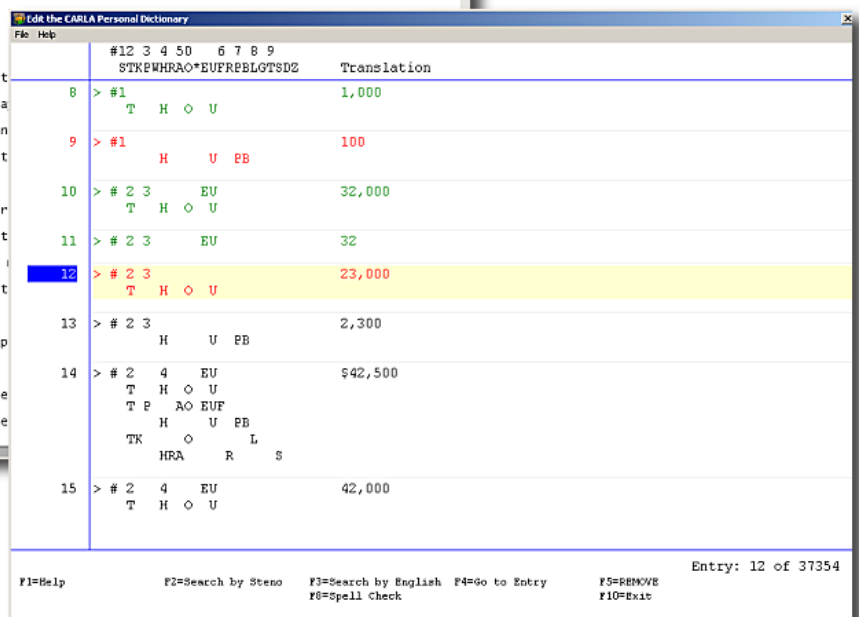 Edit the CARLA Personal Dictionary
File Help
#12 3 4 50 6 7 8 9
STKPWHRAO*EUFRPBLGTSDZ Translation
8 > #1 1,000
T H O U
9 > #1 100
H U PB
10 > # 2 3 EU 32,000
T H O U
11 > # 2 3 EU 32
12 > # 2 3 23,000
T H O U
13 > # 2 3 2,300
H U PB
14 > # 2 4 EU $42,500
T H O U
T P AO EUF
H U PB
TK O L
HRA R S
15 > # 2 4 EU 42,000
T H O U
Entry: 12 of 37354
F1=Help F2=Search by Steno F3=Search by English F4=Go to Entry F5=REMOVE
F8=Spell Check F10=Exit